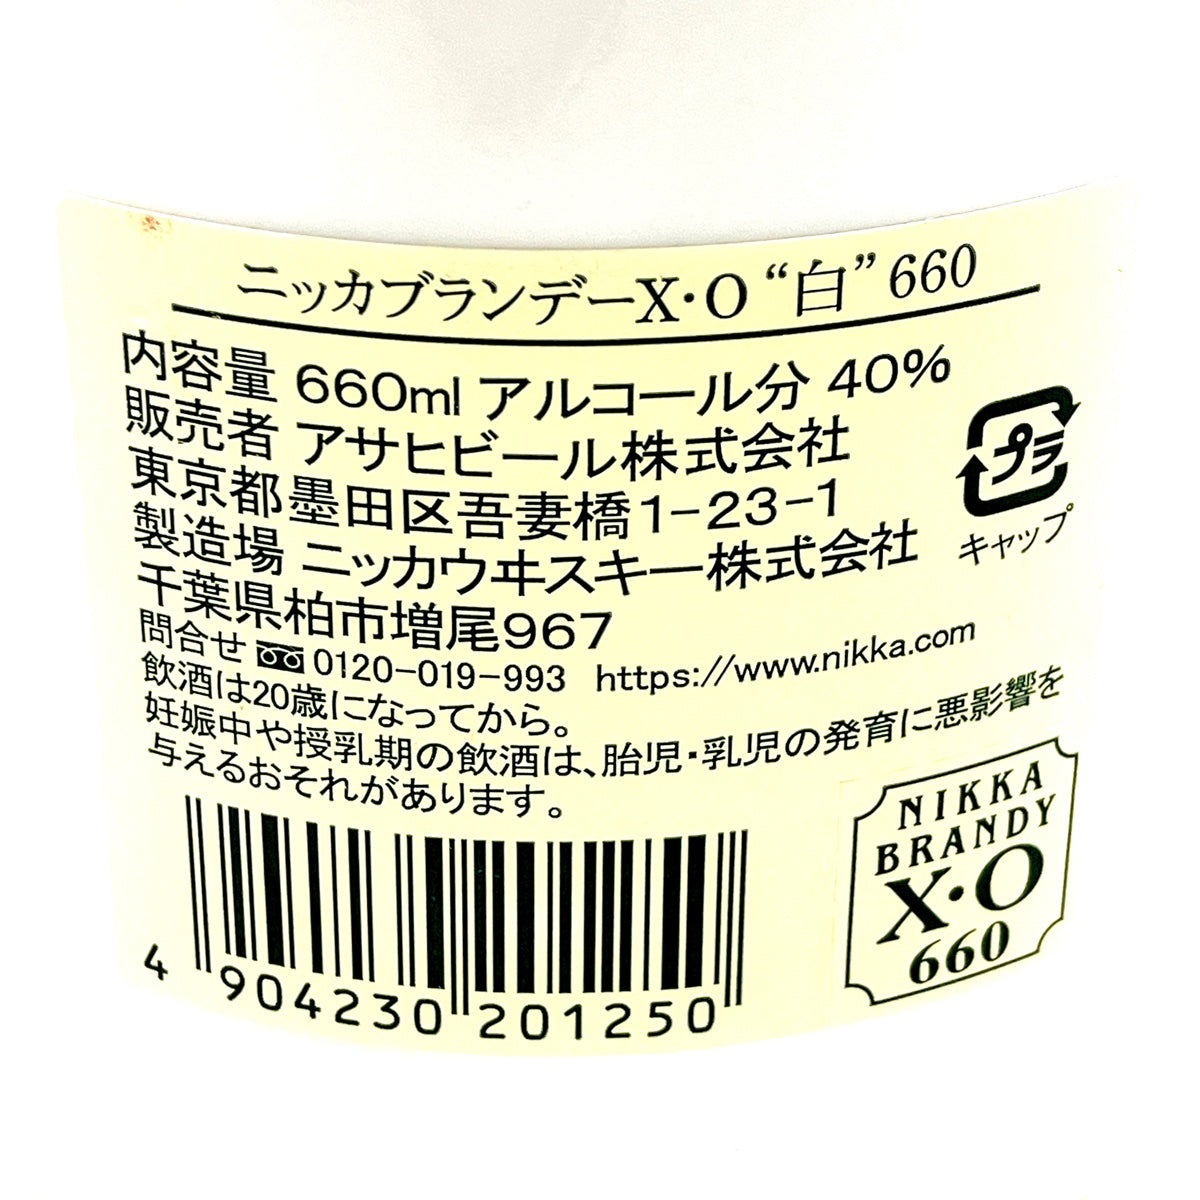 ニッカブランデーX・O“白”660
内容量 660ml アルコール分 40%
販売者 アサヒビール株式会社
東京都墨田区吾妻橋1-23-1
製造場 ニッカウヰスキー株式会社
千葉県柏市増尾967
プラ
キャップ
問合せ 0120-019-993 https://www.nikka.com
飲酒は20歳になってから。
妊娠中や授乳期の飲酒は、胎児・乳児の発育に悪影響を
与えるおそれがあります。
4 904230 201250
NIKKA
BRANDY
X・O
660